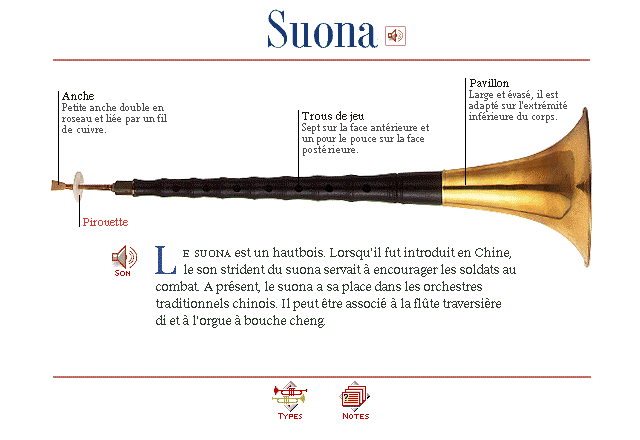 Suona
Anche
Petite anche double en
roseau et liée par un fil
de cuivre.
Trous de jeu
Sept sur la face antérieure et
un pour le pouce sur la face
postérieure.
Pavillon
Large et évasé, il est
adapté sur l'extrémité
inférieure du corps.
Pirouette
Son
LE SUONA est un hautbois. Lorsqu'il fut introduit en Chine,
le son strident du suona servait à encourager les soldats au
combat. A présent, le suona a sa place dans les orchestres
traditionnels chinois. Il peut être associé à la flûte traversière
di et à l'orgue à bouche cheng.
TYPES
NOTES